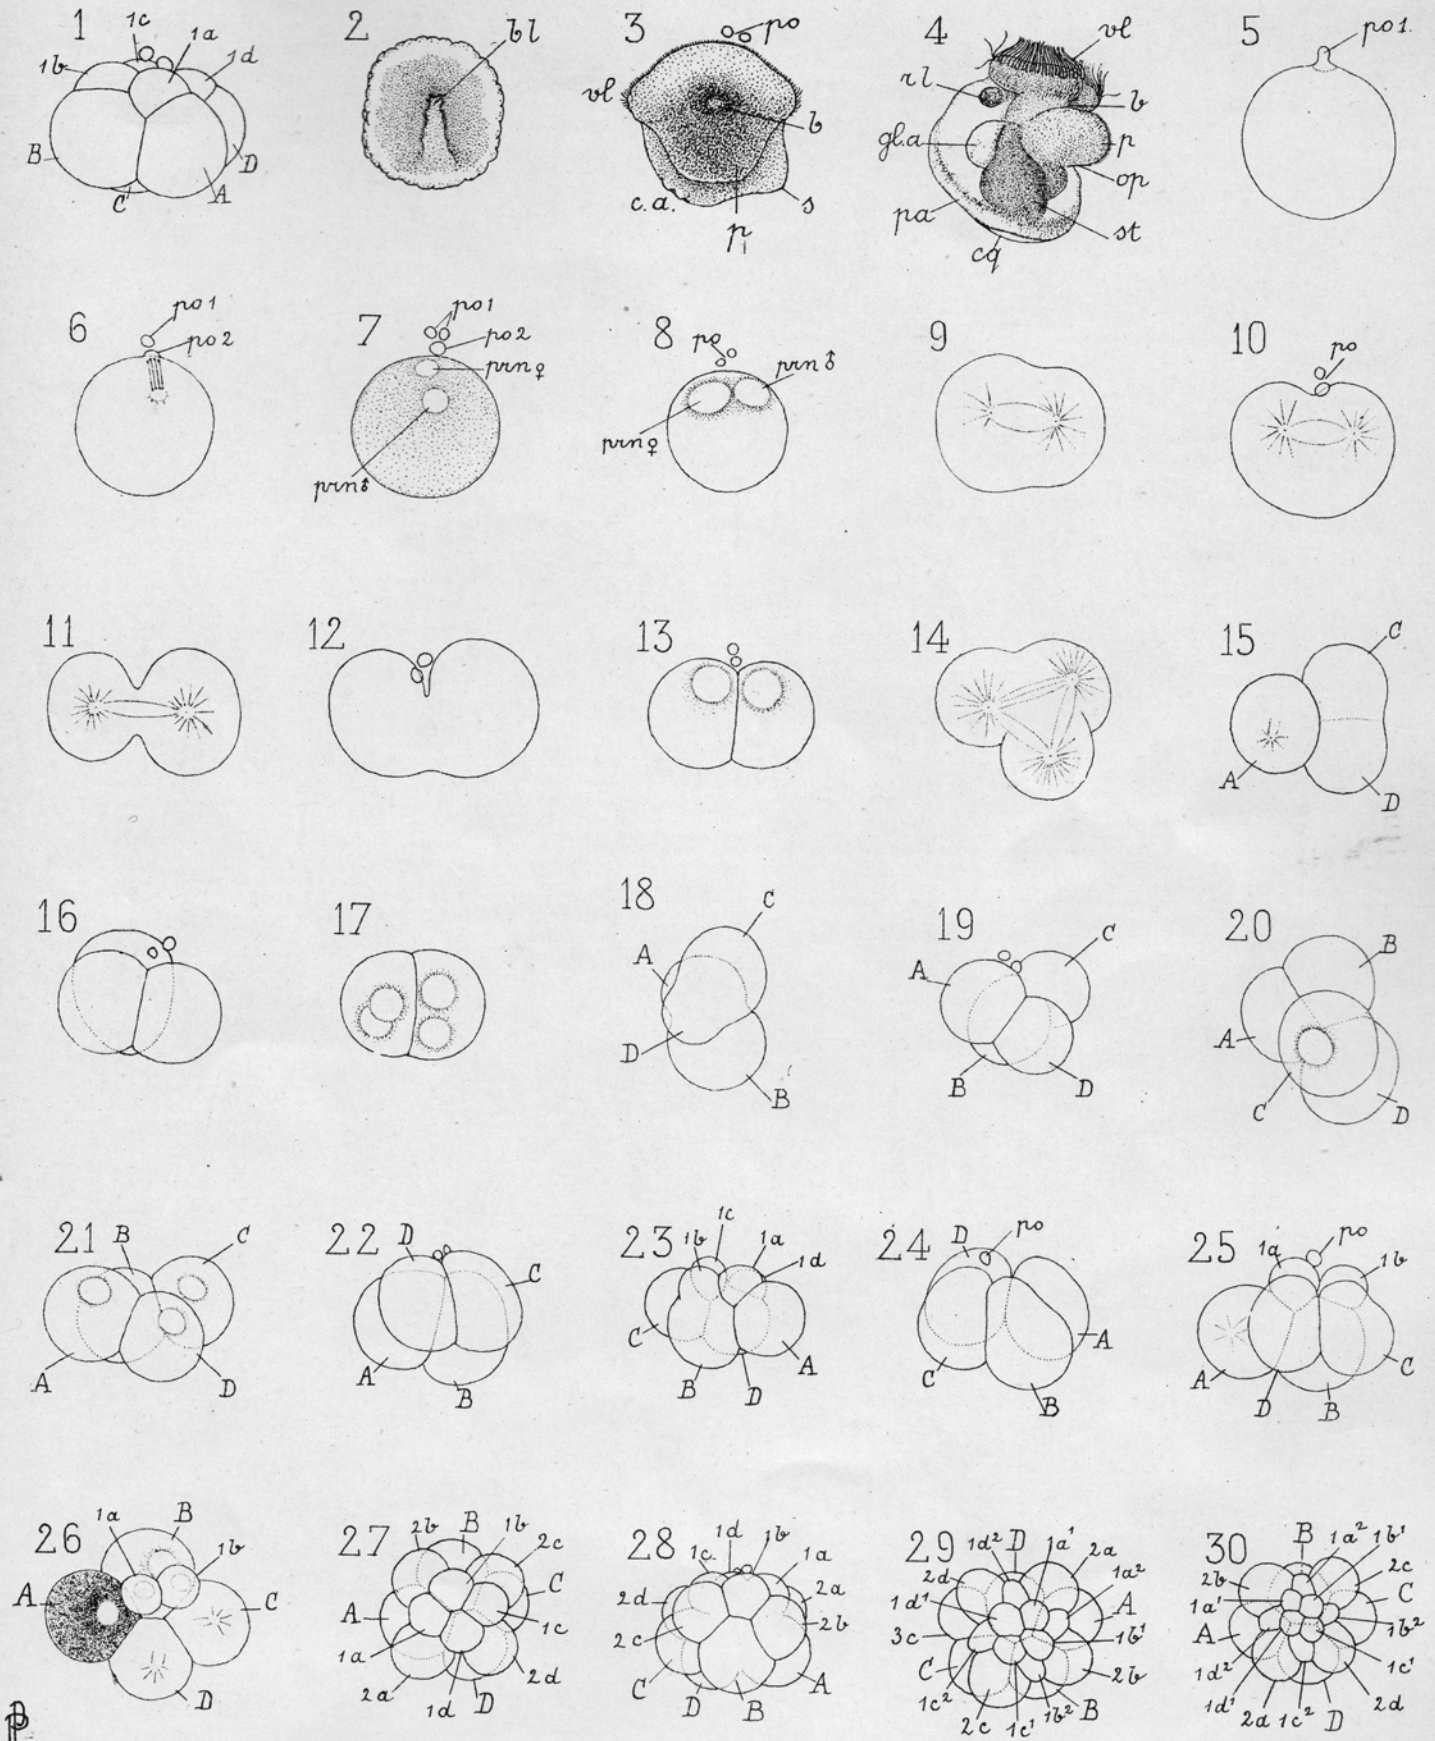 1
1c
1a
1b
1d
B
D
C
A
2
bl
3
po
vl
b
c.a.
s
p
4
vl
rl
b
gl.a
p
op
pa
st
cq
5
po1.
6
po1
po2
7
po1
po2
prn♀
prn♂
8
po
prn♂
prn♀
9
10
po
11
12
13
14
15
C
A
D
16
17
18
C
A
D
B
19
C
A
B
D
20
B
A
C
D
21
B
C
A
D
22
D
C
A
B
23
1c
1b
1a
1d
C
B
D
A
24
D
po
C
A
B
25
1a
po
1b
A
C
D
B
26
1a
B
1b
A
C
D
27
2b
B
1b
2c
A
C
1a
1c
2a
2d
1d
D
28
1d
1b
1c
1a
2d
2a
2c
2b
C
D
B
A
29
1d²
D
1a¹
2a
2d
1a²
1d¹
A
3c
1b¹
C
2b
1c²
2c
1c¹
1b²
B
30
B
1a²
1b¹
2b
2c
1a¹
C
A
1b²
1d²
1c¹
1d¹
2a
1c²
D
2d